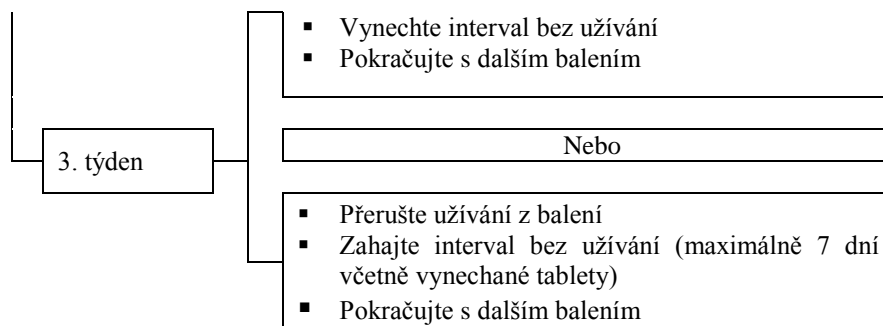 ▪ Vynechte interval bez užívání
▪ Pokračujte s dalším balením
3. týden
Nebo
▪ Přerušte užívání z balení
▪ Zahajte interval bez užívání (maximálně 7 dní
včetně vynechané tablety)
▪ Pokračujte s dalším balením